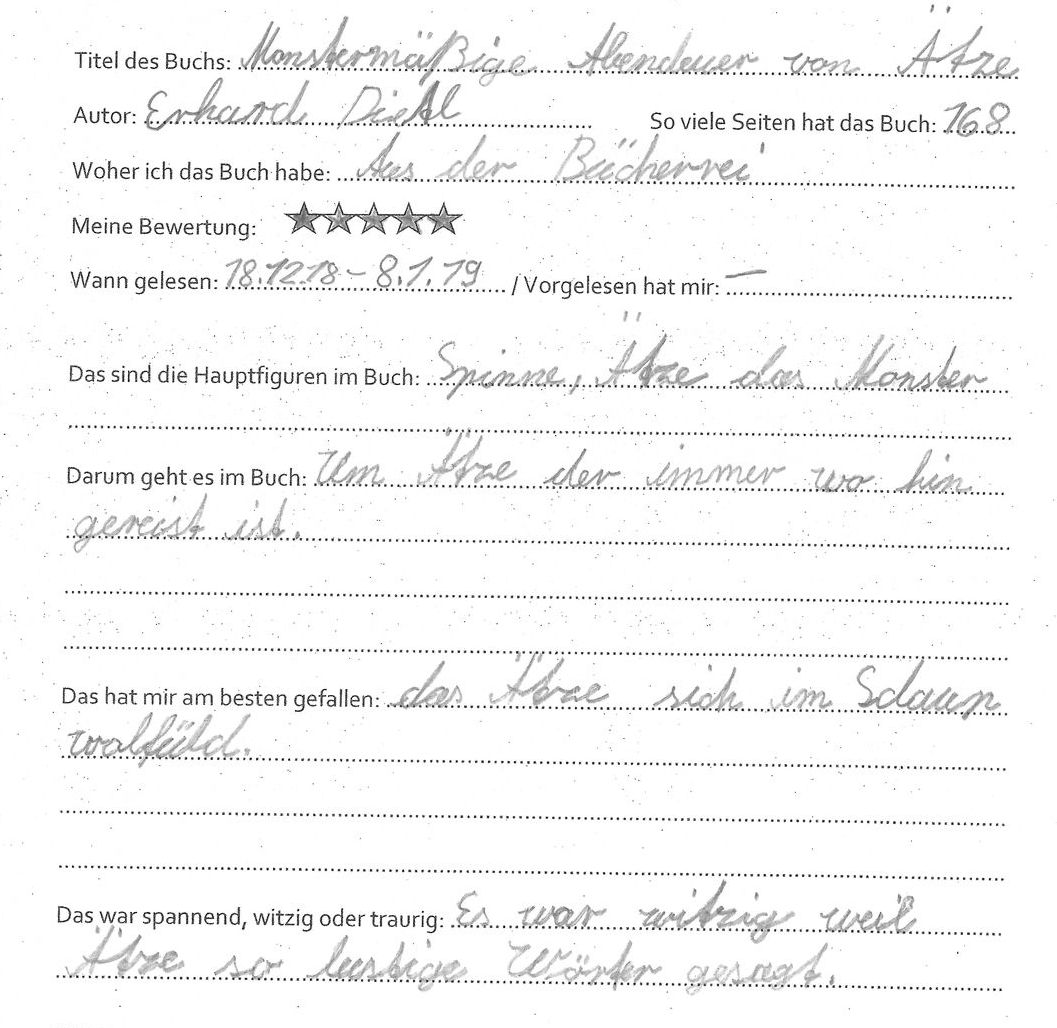 Titel des Buchs: Monstermäßige Abendeuer von Ätze
Autor: Erhard Dietl So viele Seiten hat das Buch: 168
Woher ich das Buch habe: Aus der Bücherrei
Meine Bewertung: ★★★★★
Wann gelesen: 18.12.18 – 8.1.19 / Vorgelesen hat mir: —
Das sind die Hauptfiguren im Buch: Spinne, Ätze das Monster
Darum geht es im Buch: Um Ätze der immer wo hin
gereist ist.
Das hat mir am besten gefallen: das Ätze sich im Sdaun
walfüld.
Das war spannend, witzig oder traurig: Es war witzig weil
Ätze so lustige Wörter gesagt.